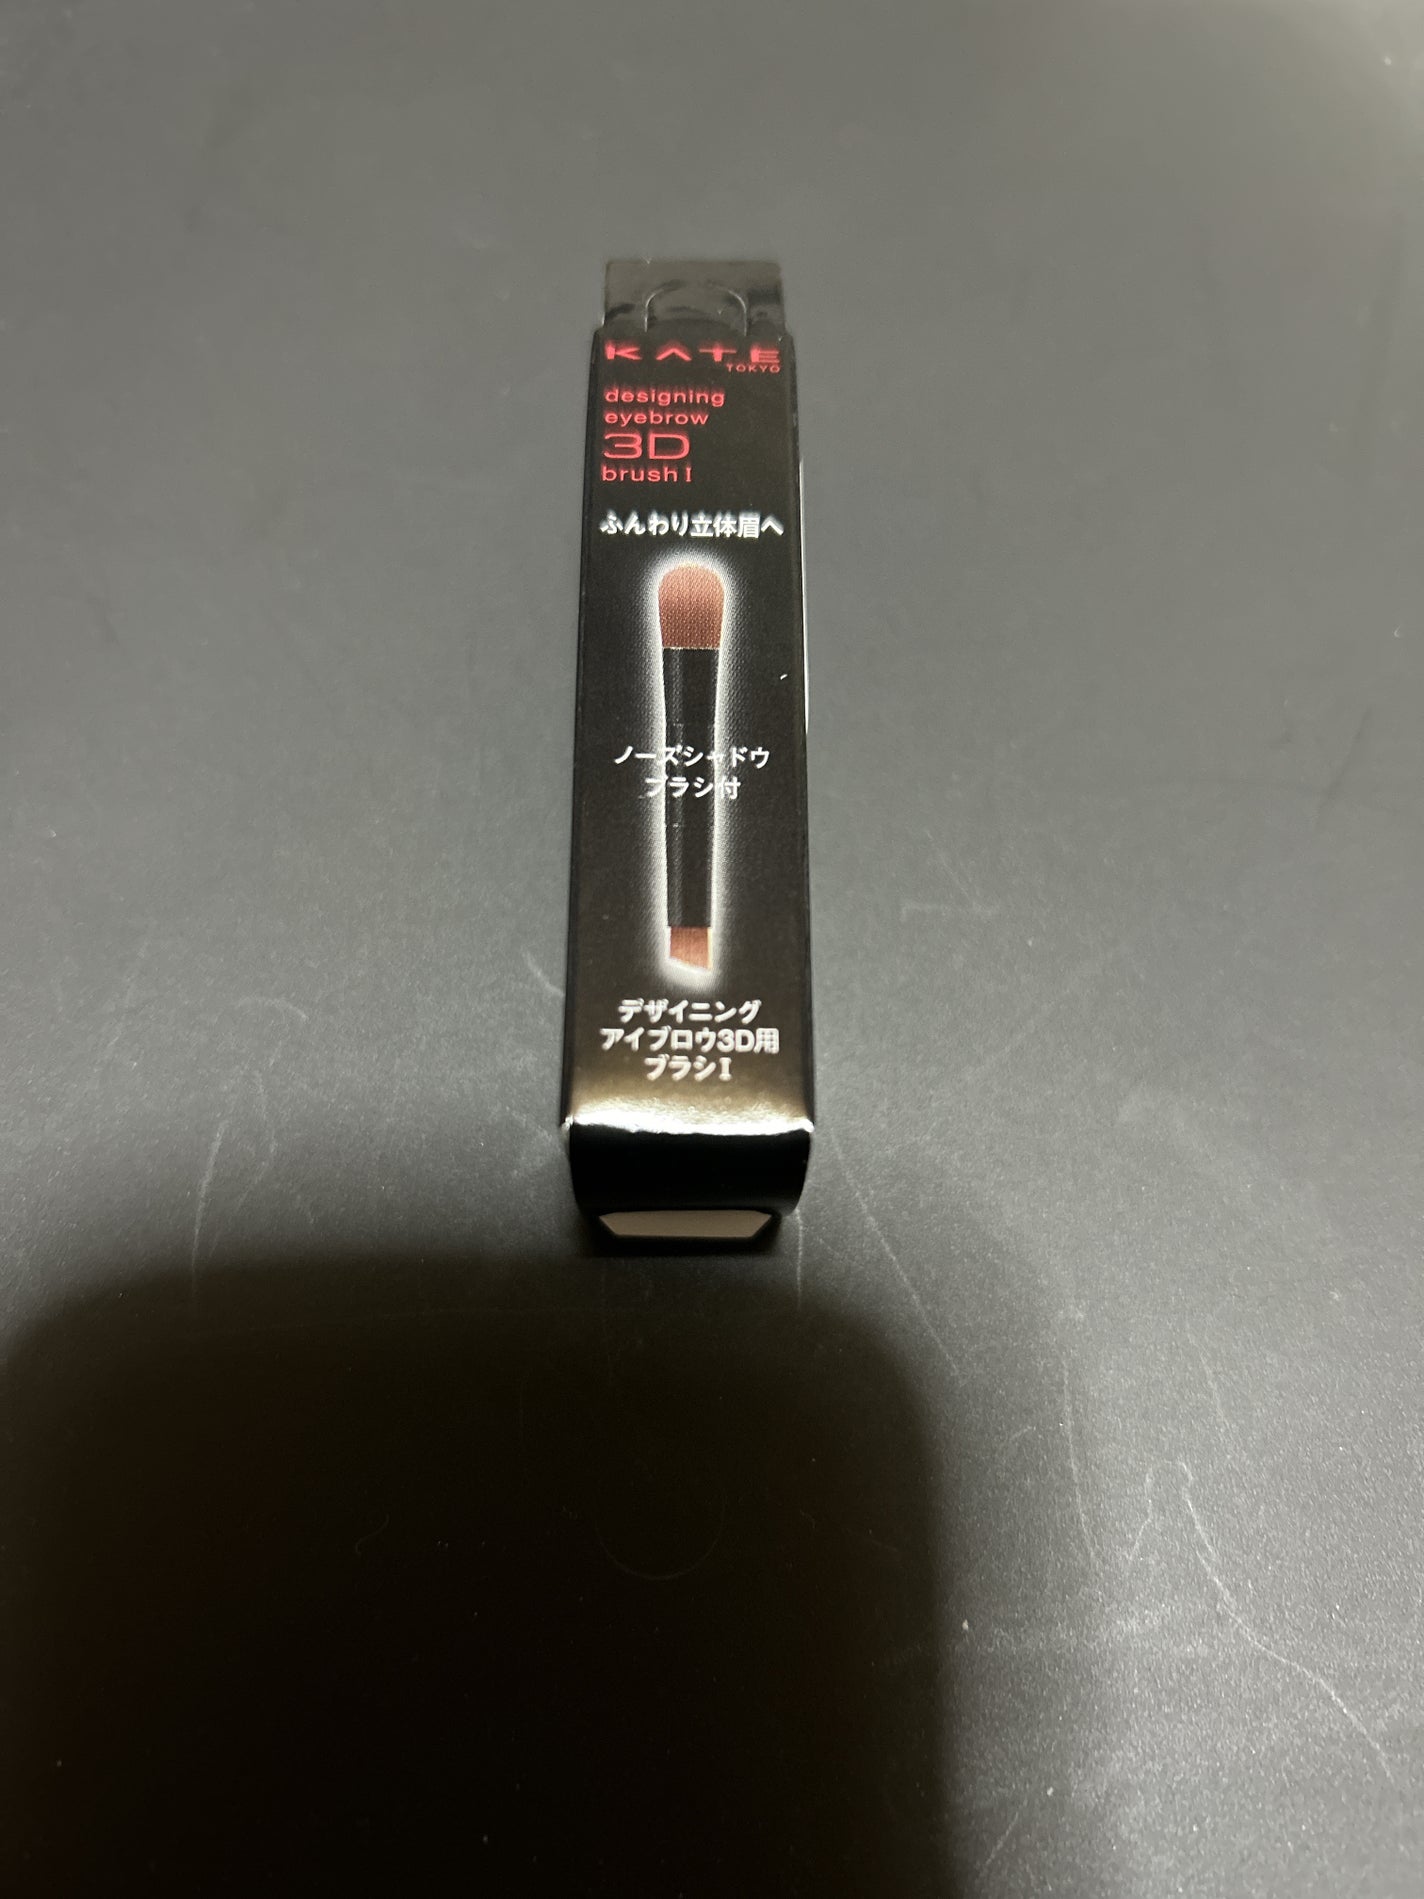 KATE
TOKYO
designing
eyebrow
3D
brush I
ふんわり立体眉へ
ノーズシャドウ
ブラシ付
デザイニング
アイブロウ3D用
ブラシI